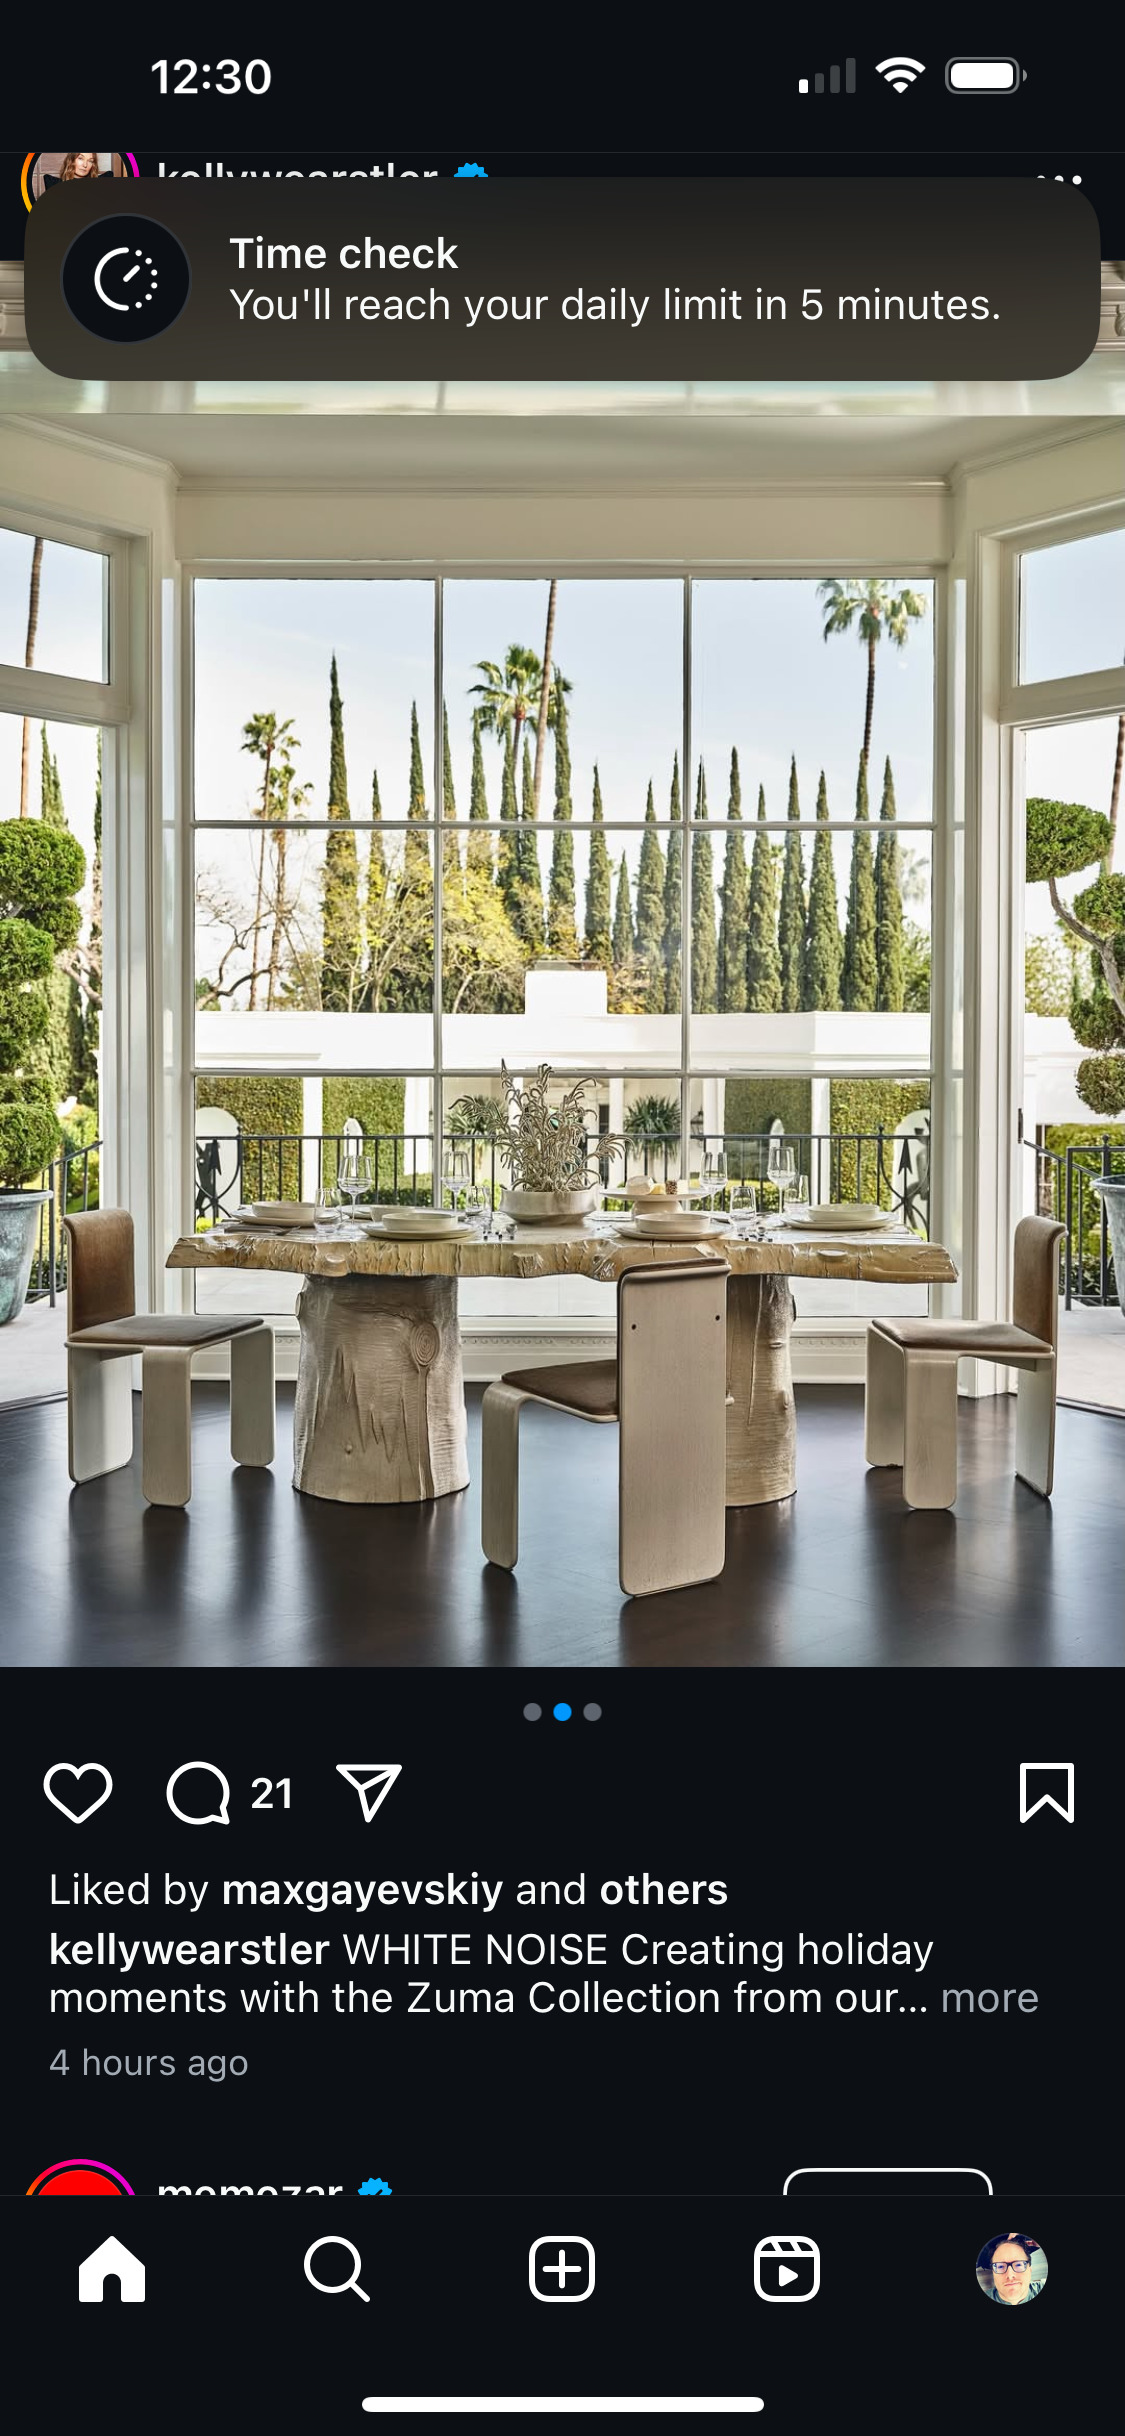 12:30
kellywearstler
Time check
You'll reach your daily limit in 5 minutes.
21
Liked by maxgayevskiy and others
kellywearstler WHITE NOISE Creating holiday
moments with the Zuma Collection from our... more
4 hours ago
memezar